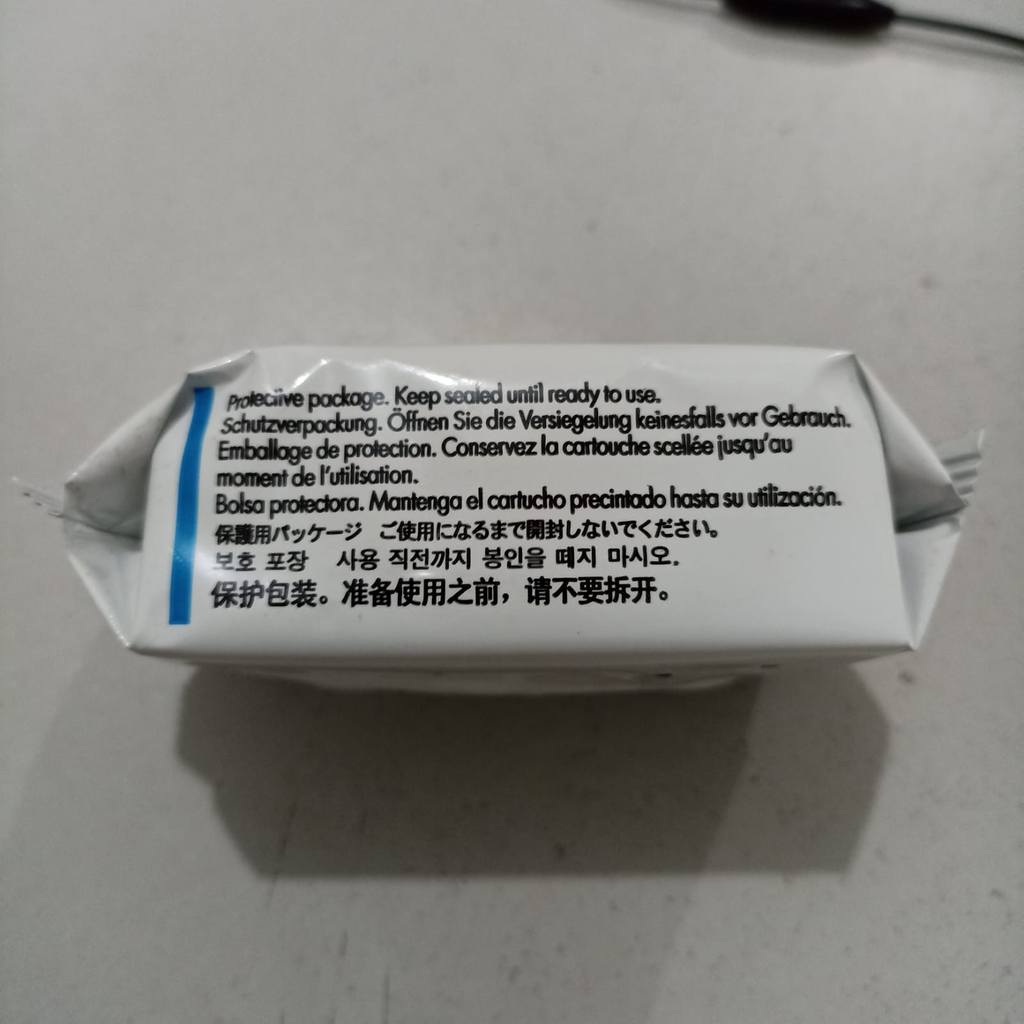 Protective package. Keep sealed until ready to use.
Schutzverpackung. Öffnen Sie die Versiegelung keinesfalls vor Gebrauch.
Emballage de protection. Conservez la cartouche scellée jusqu'au
moment de l'utilisation.
Bolsa protectora. Mantenga el cartucho precintado hasta su utilización.
保護用パッケージ ご使用になるまで開封しないでください。
보호 포장 사용 직전까지 봉인을 떼지 마시오.
保护包装。准备使用之前，请不要拆开。